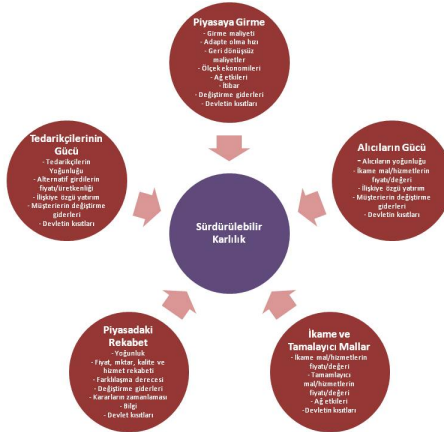 Piyasaya Girme
- Girme maliyeti
- Adapte olma hızı
- Geri dönüşsüz
maliyetler
- Ölçek ekonomileri
- Ağ etkileri
- İtibar
- Değiştirme giderleri
- Devletin kısıtları
Tedarikçilerinin
Gücü
- Tedarikçilerin
Yoğunluğu
- Alternatif girdilerin
fiyatı/üretkenliği
- İlişkiye özgü yatırım
- Müşterilerin değiştirme
giderleri
- Devletin kısıtları
Alıcıların Gücü
- Alıcıların yoğunluğu
- İkame mal/hizmetlerin
fiyatı/değeri
- İlişkiye özgü yatırım
- Müşterilerin değiştirme
giderleri
- Devletin kısıtları
Sürdürülebilir
Karlılık
Piyasadaki
Rekabet
- Yoğunluk
- Fiyat, mktar, kalite ve
hizmet rekabeti
- Farklılaşma derecesi
- Değiştirme giderleri
- Kararların zamanlaması
- Bilgi
- Devlet kısıtları
İkame ve
Tamalayıcı Mallar
- İkame mal/hizmetlerin
fiyatı/değeri
- Tamamlayıcı
mal/hizmetlerin
fiyatı/değeri
- Ağ etkileri
- Devletin kısıtları